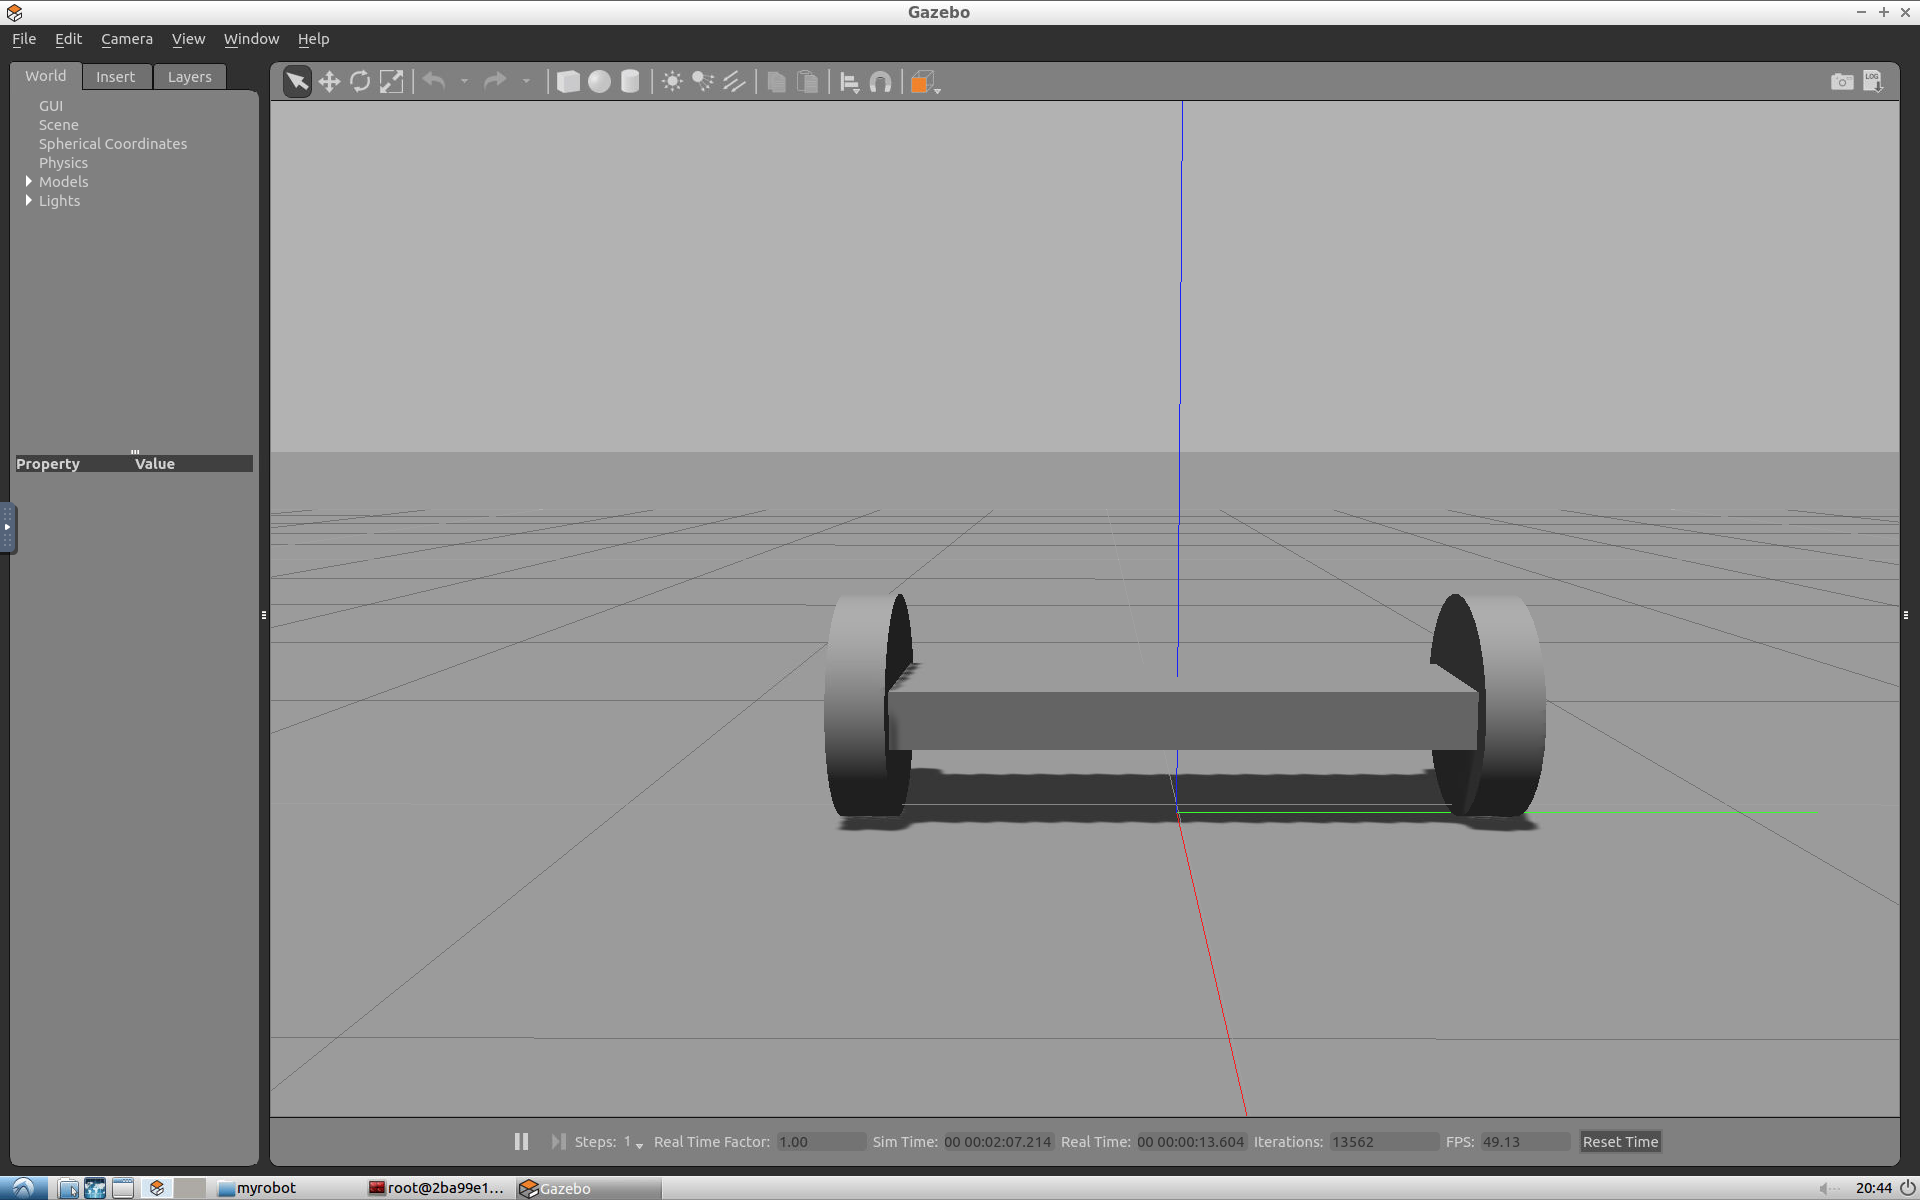 Gazebo
File Edit Camera View Window Help
World Insert Layers
LOG
GUI
Scene
Spherical Coordinates
Physics
Models
Lights
Property Value
Steps: 1 Real Time Factor: 1.00 Sim Time: 00 00:02:07.214 Real Time: 00 00:00:13.604 Iterations: 13562 FPS: 49.13 Reset Time
myrobot root@2ba99e1... Gazebo 20:44